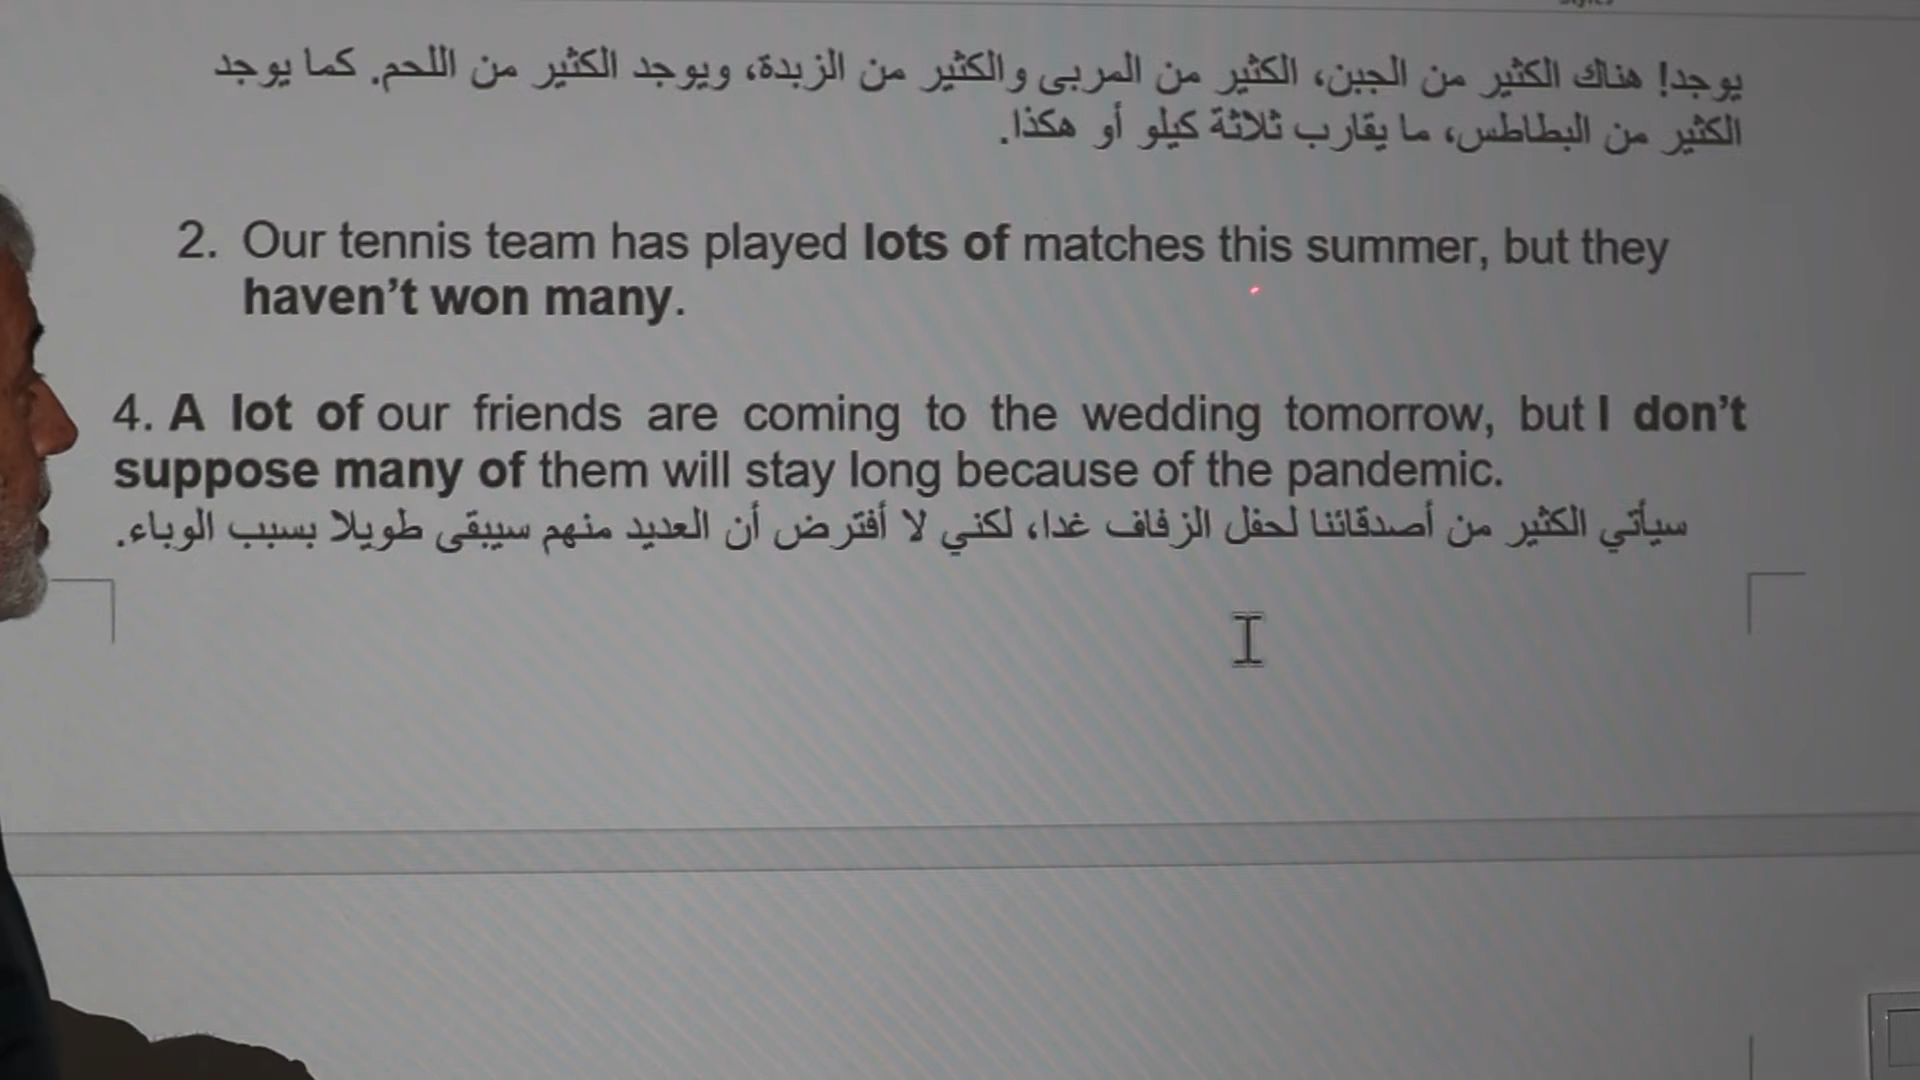 يوجد! هناك الكثير من الجبن، الكثير من المربى والكثير من الزبدة، ويوجد الكثير من اللحم. كما يوجد
الكثير من البطاطس، ما يقارب ثلاثة كيلو أو هكذا.
2. Our tennis team has played lots of matches this summer, but they
haven't won many.
4. A lot of our friends are coming to the wedding tomorrow, but I don't
suppose many of them will stay long because of the pandemic.
سيأتي الكثير من أصدقائنا لحفل الزفاف غدا، لكني لا أفترض أن العديد منهم سيبقى طويلا بسبب الوباء.